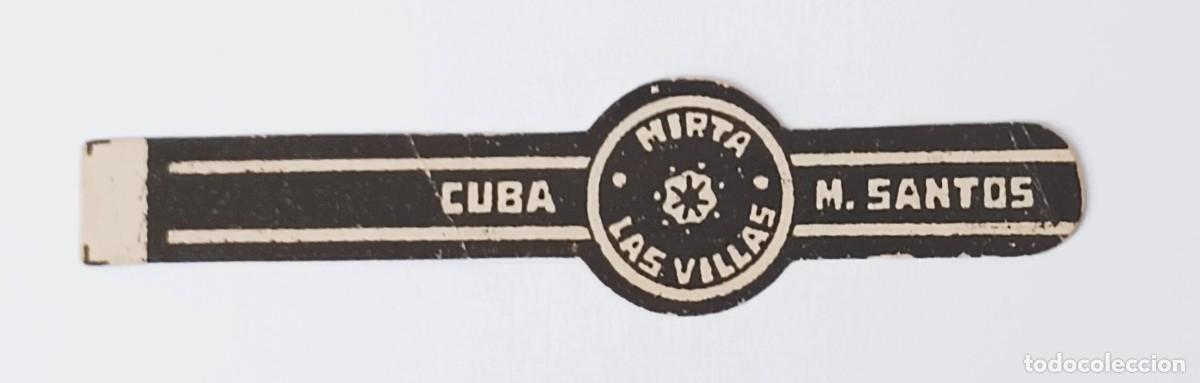 MIRTA
CUBA
M. SANTOS
LAS VILLAS
todocoleccion